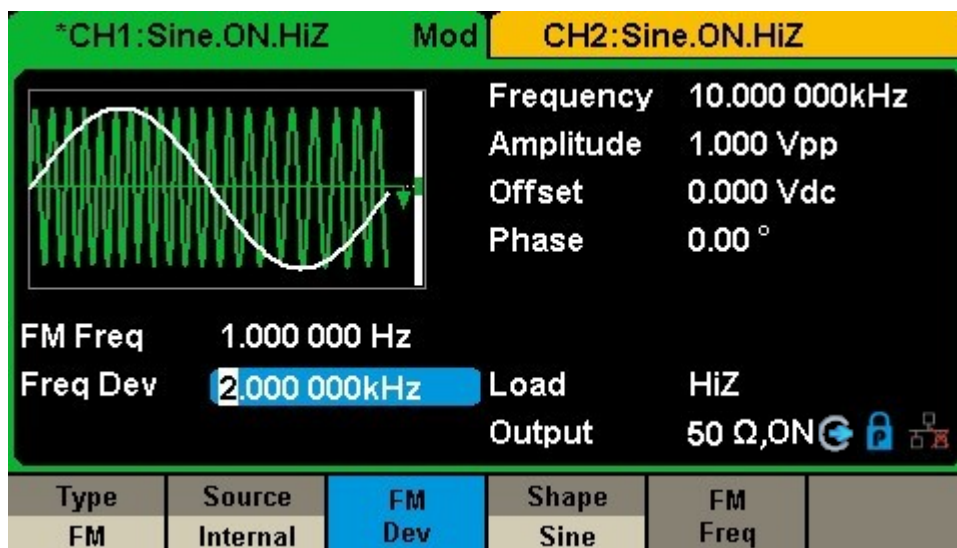 *CH1:Sine.ON.HiZ Mod CH2:Sine.ON.HiZ
Frequency 10.000 000kHz
Amplitude 1.000 Vpp
Offset 0.000 Vdc
Phase 0.00 °
FM Freq 1.000 000 Hz
Freq Dev 2.000 000kHz Load HiZ
Output 50 Ω,ON P
Type Source FM Shape FM
FM Internal Dev Sine Freq